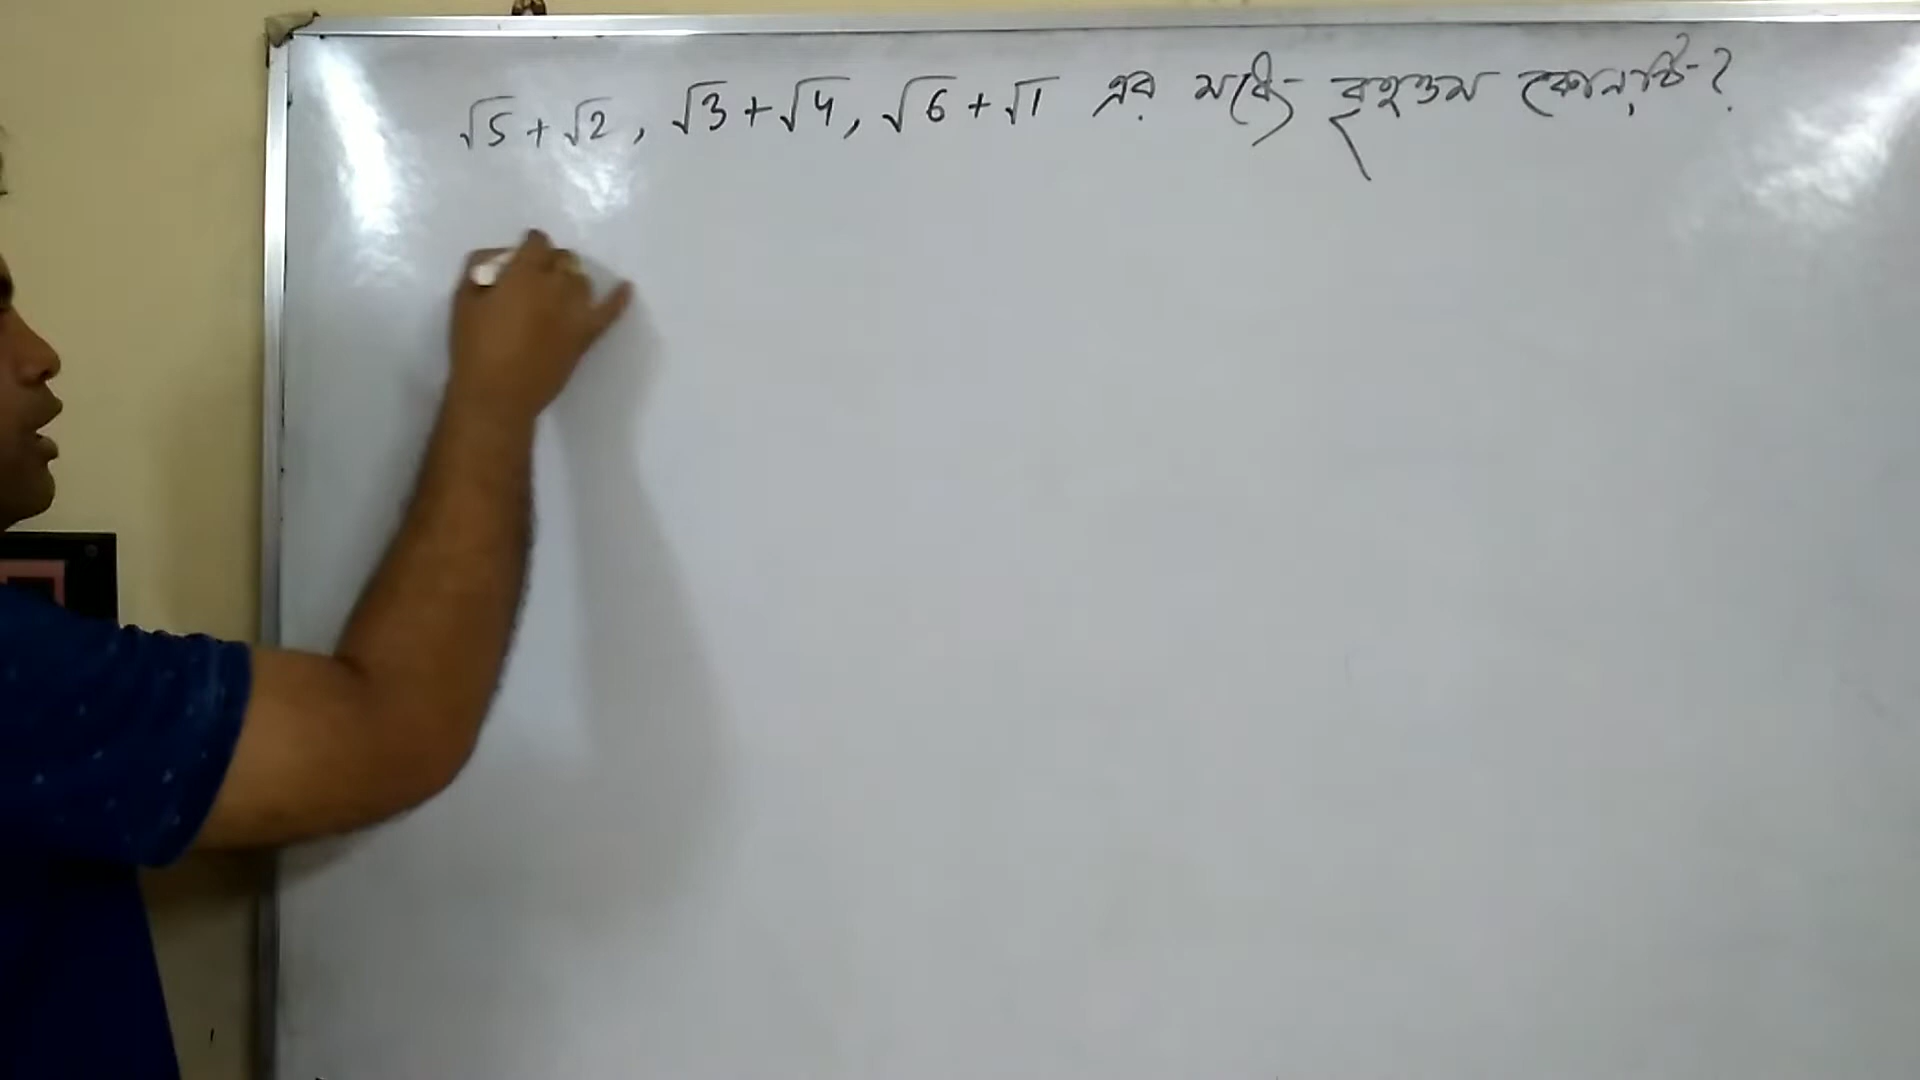 √5 + √2, √3 + √4, √6 + √1 এর মধ্যে বৃহত্তম কোনটি?